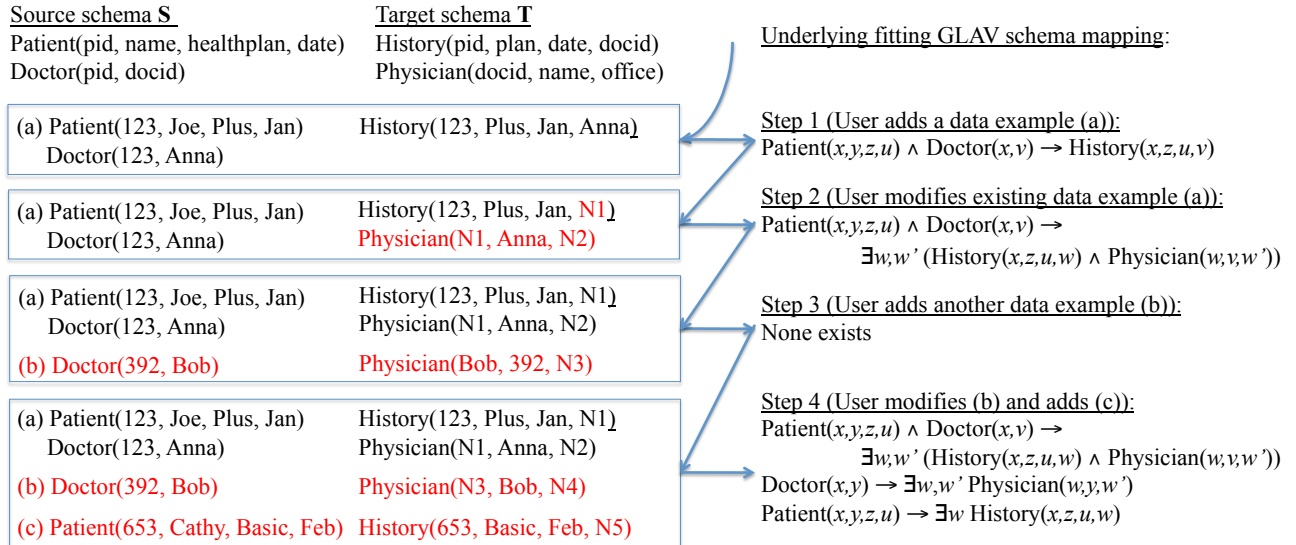 Source schema S
Target schema T
Patient(pid, name, healthplan, date)
History(pid, plan, date, docid)
Doctor(pid, docid)
Physician(docid, name, office)
Underlying fitting GLAV schema mapping:
(a) Patient(123, Joe, Plus, Jan)
History(123, Plus, Jan, Anna)
Doctor(123, Anna)
Step 1 (User adds a data example (a)):
Patient(x,y,z,u) ∧ Doctor(x,v) → History(x,z,u,v)
(a) Patient(123, Joe, Plus, Jan)
History(123, Plus, Jan, N1)
Doctor(123, Anna)
Physician(N1, Anna, N2)
Step 2 (User modifies existing data example (a)):
Patient(x,y,z,u) ∧ Doctor(x,v) →
∃w,w’ (History(x,z,u,w) ∧ Physician(w,v,w’))
(a) Patient(123, Joe, Plus, Jan)
History(123, Plus, Jan, N1)
Doctor(123, Anna)
Physician(N1, Anna, N2)
(b) Doctor(392, Bob)
Physician(Bob, 392, N3)
Step 3 (User adds another data example (b)):
None exists
(a) Patient(123, Joe, Plus, Jan)
History(123, Plus, Jan, N1)
Doctor(123, Anna)
Physician(N1, Anna, N2)
(b) Doctor(392, Bob)
Physician(N3, Bob, N4)
(c) Patient(653, Cathy, Basic, Feb)
History(653, Basic, Feb, N5)
Step 4 (User modifies (b) and adds (c)):
Patient(x,y,z,u) ∧ Doctor(x,v) →
∃w,w’ (History(x,z,u,w) ∧ Physician(w,v,w’))
Doctor(x,y) → ∃w,w’ Physician(w,y,w’)
Patient(x,y,z,u) → ∃w History(x,z,u,w)